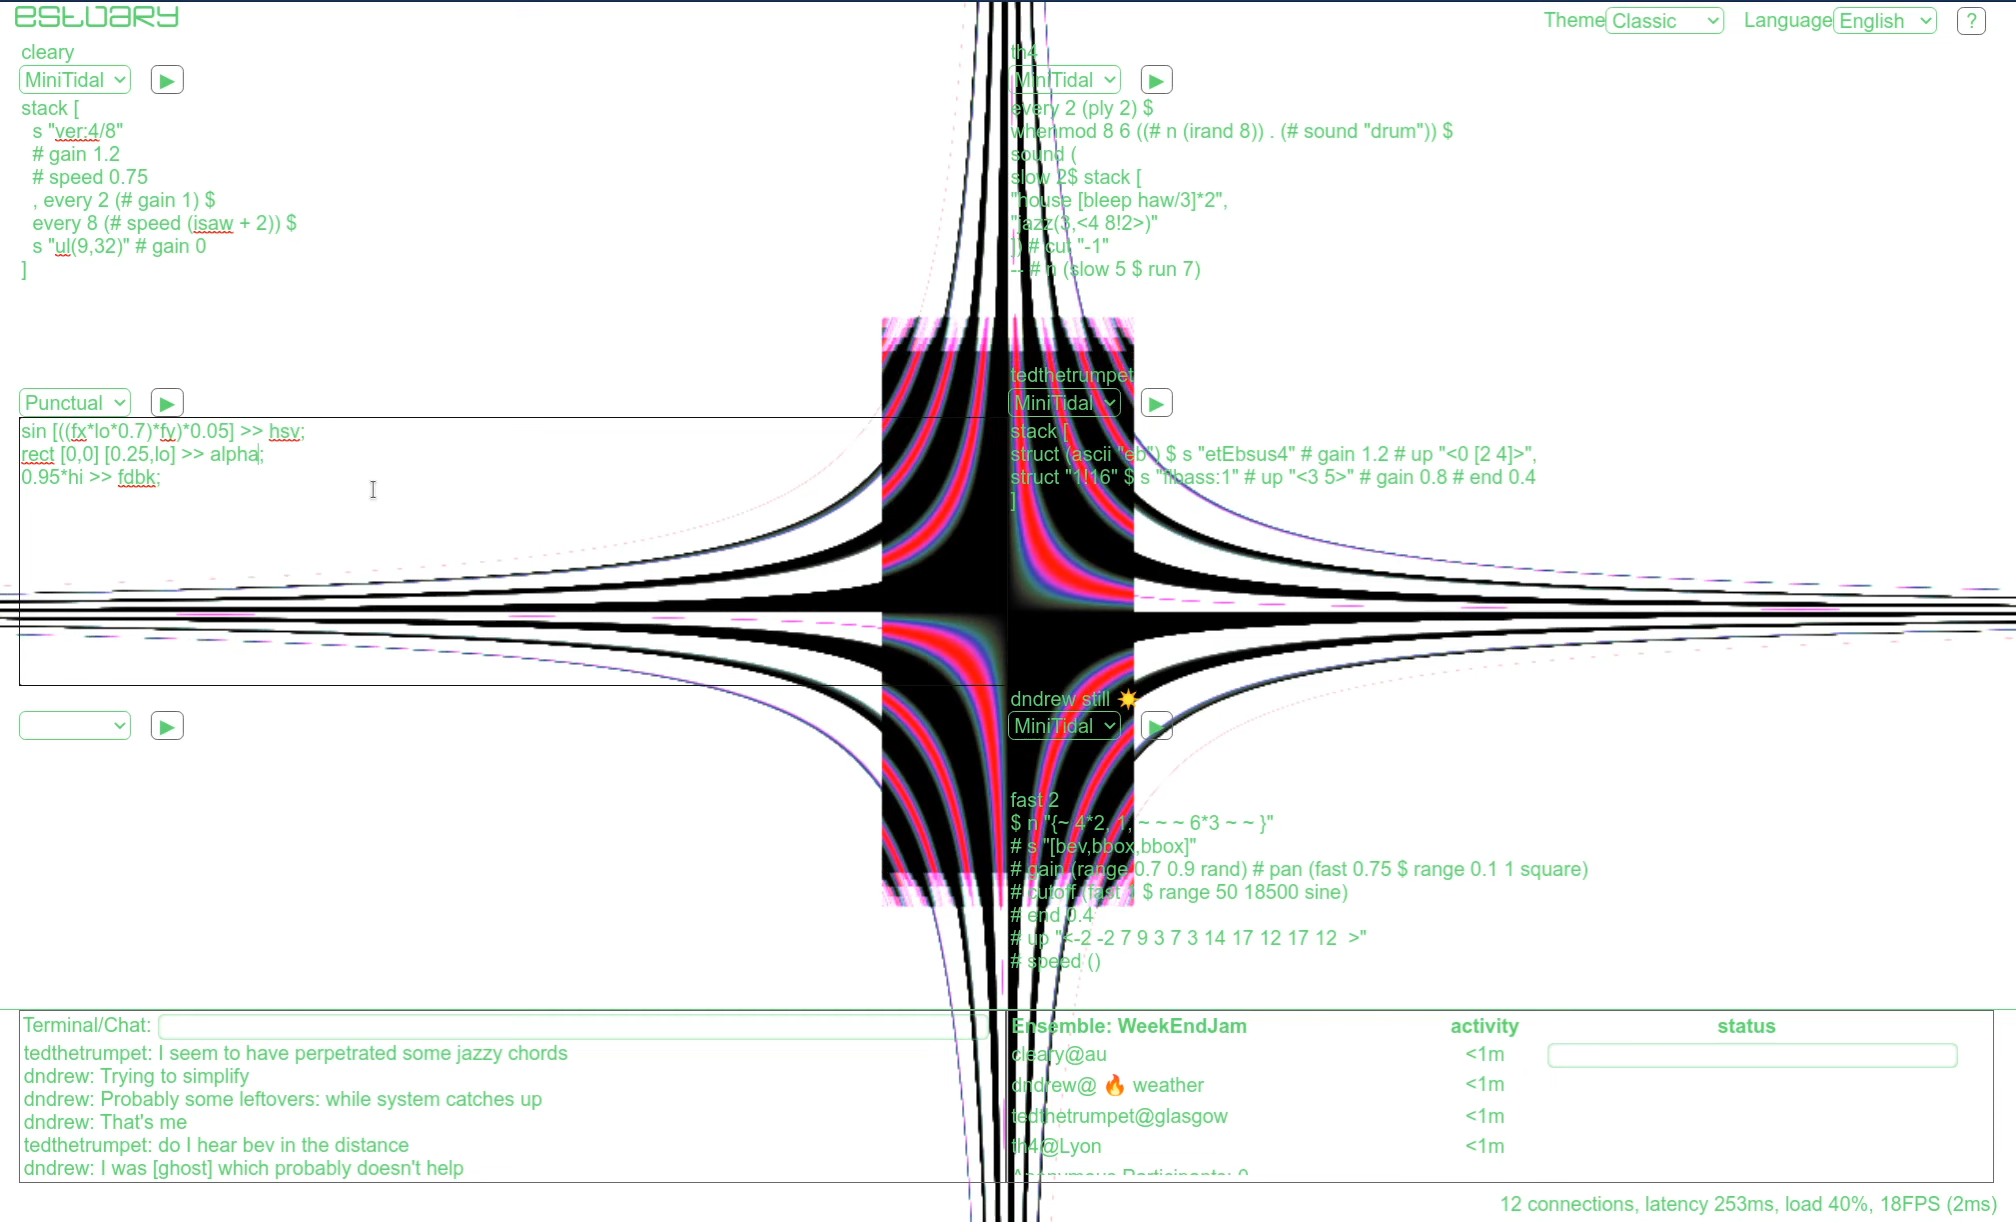 estuary
Theme Classic Language English ?
cleary
MiniTidal
stack [
s "ver:4/8"
# gain 1.2
# speed 0.75
, every 2 (# gain 1) $
every 8 (# speed (isaw + 2)) $
s "ul(9,32)" # gain 0
]
th4
MiniTidal
every 2 (ply 2) $
whenmod 8 6 ((# n (irand 8)) . (# sound "drum")) $
sound (
slow 2$ stack [
"house [bleep haw/3]*2",
"jazz(3,<4 8!2>)"
]) # cut "-1"
-- # n (slow 5 $ run 7)
Punctual
sin [((fx*lo*0.7)*fy)*0.05] >> hsv;
rect [0,0] [0.25,lo] >> alpha;
0.95*hi >> fdbk;
tedthetrumpet
MiniTidal
stack [
struct (ascii "eb") $ s "etEbsus4" # gain 1.2 # up "<0 [2 4]>",
struct "1!16" $ s "flbass:1" # up "<3 5>" # gain 0.8 # end 0.4
]
dndrew still ☀️
MiniTidal
fast 2
$ n "{~ 4*2, 1, ~ ~ ~ 6*3 ~ ~ }"
# s "[bev,bbox,bbox]"
# gain (range 0.7 0.9 rand) # pan (fast 0.75 $ range 0.1 1 square)
# cutoff (fast $ range 50 18500 sine)
# end 0.4
# up "<-2 -2 7 9 3 7 3 14 17 12 17 12 >"
# speed ()
Terminal/Chat:
tedthetrumpet: I seem to have perpetrated some jazzy chords
dndrew: Trying to simplify
dndrew: Probably some leftovers: while system catches up
dndrew: That's me
tedthetrumpet: do I hear bev in the distance
dndrew: I was [ghost] which probably doesn't help
Ensemble: WeekEndJam activity status
cleary@au <1m
dndrew@ 🔥 weather <1m
tedthetrumpet@glasgow <1m
th4@Lyon <1m
Anonymous Participants: 0
12 connections, latency 253ms, load 40%, 18FPS (2ms)